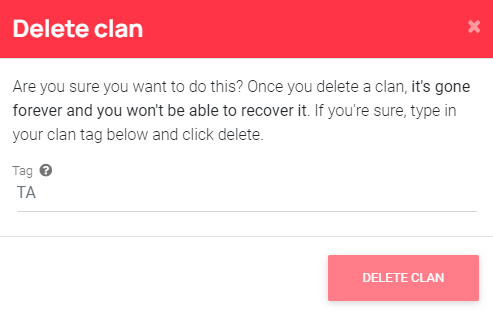 Delete clan
×
Are you sure you want to do this? Once you delete a clan, it's gone
forever and you won't be able to recover it. If you're sure, type in
your clan tag below and click delete.
Tag ?
TA
DELETE CLAN